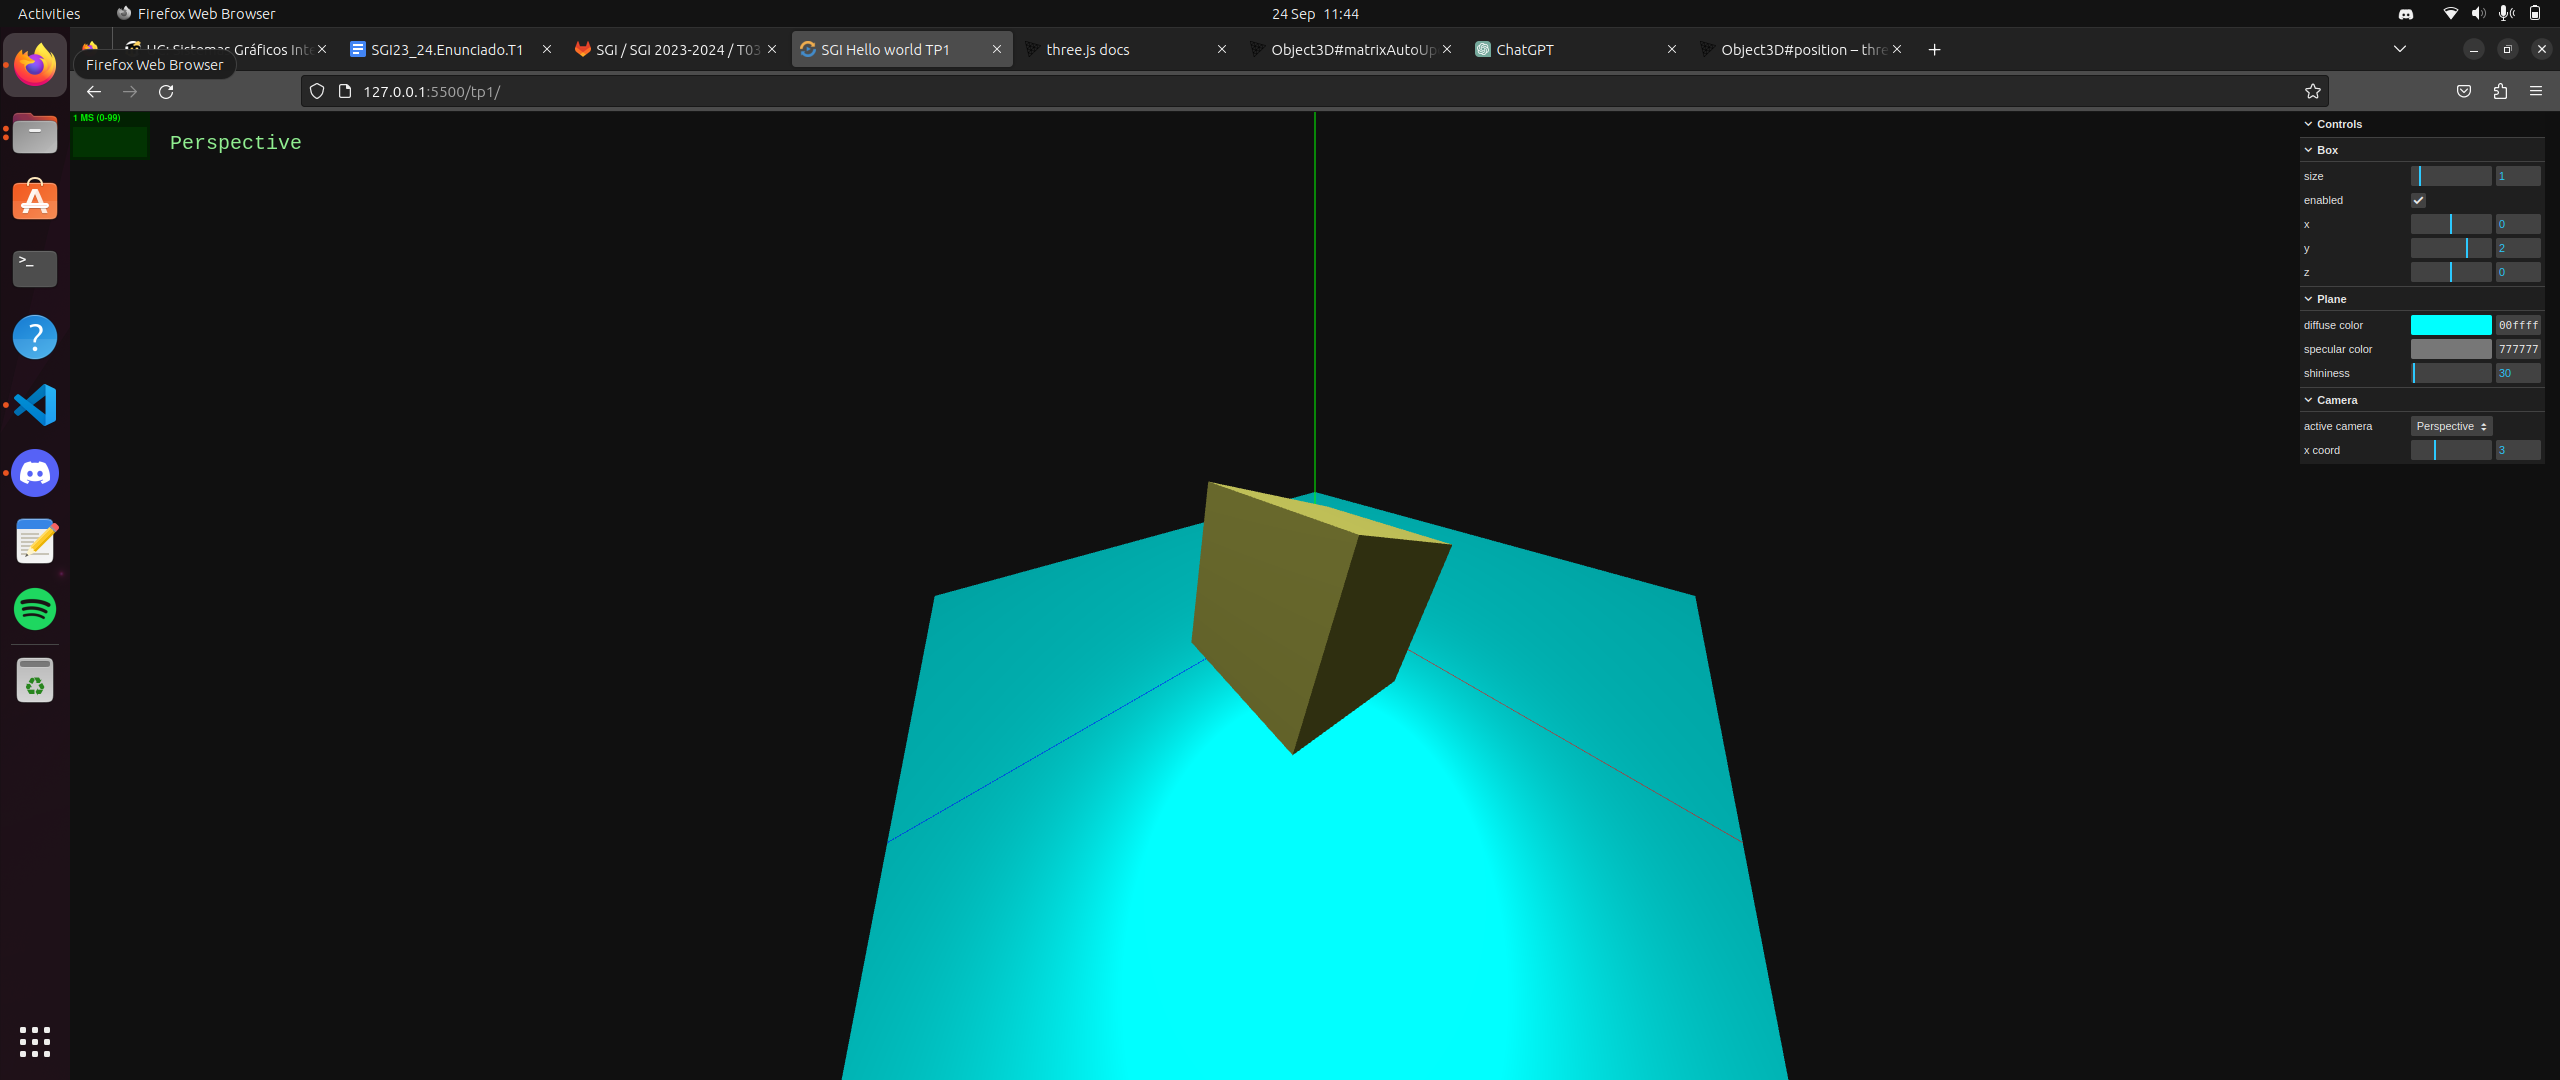 Activities
Firefox Web Browser
24 Sep 11:44
UC: Sistemas Gráficos Inte
SGI23_24.Enunciado.T1
SGI / SGI 2023-2024 / T03
SGI Hello world TP1
three.js docs
Object3D#matrixAutoUp
ChatGPT
Object3D#position – thre
Firefox Web Browser
127.0.0.1:5500/tp1/
1 MS (0-99)
Perspective
Controls
Box
size
1
enabled
x
0
y
2
z
0
Plane
diffuse color
00ffff
specular color
777777
shininess
30
Camera
active camera
Perspective
x coord
3